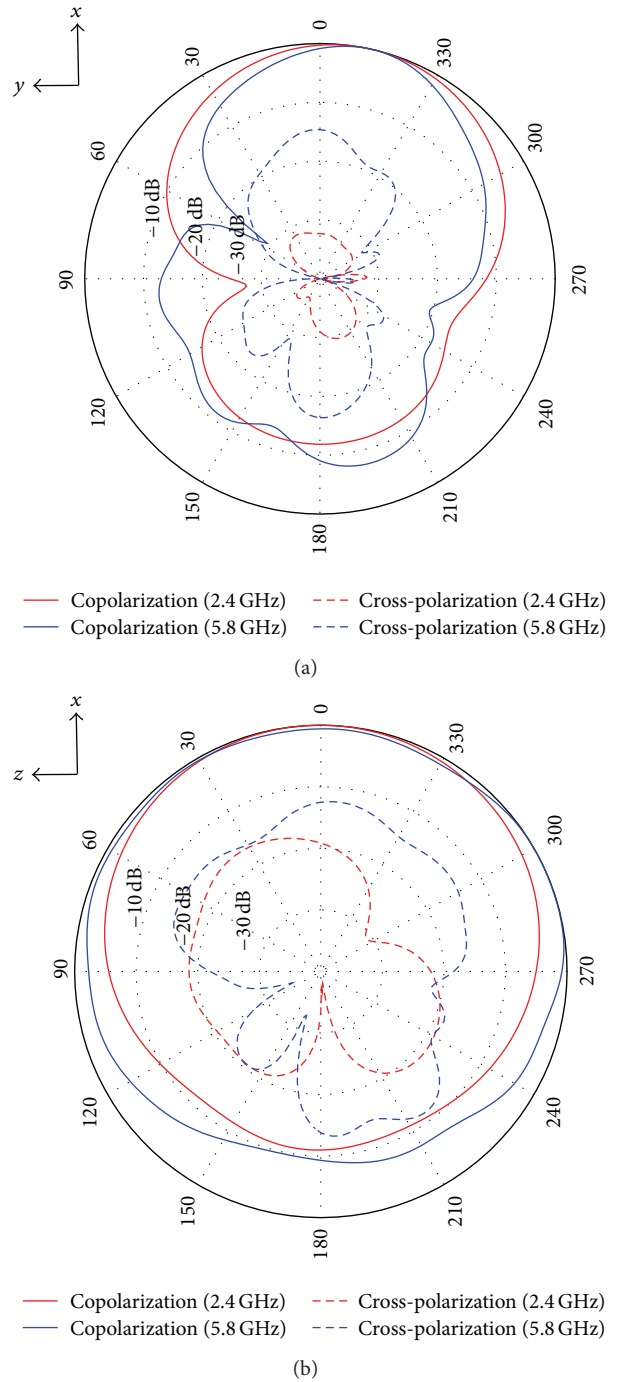 x
y
0
30
330
60
300
−10 dB
−20 dB
−30 dB
90
270
120
240
150
210
180
Copolarization (2.4 GHz)
Cross-polarization (2.4 GHz)
Copolarization (5.8 GHz)
Cross-polarization (5.8 GHz)
(a)
x
z
0
30
330
60
300
−10 dB
−20 dB
−30 dB
90
270
120
240
150
210
180
Copolarization (2.4 GHz)
Cross-polarization (2.4 GHz)
Copolarization (5.8 GHz)
Cross-polarization (5.8 GHz)
(b)